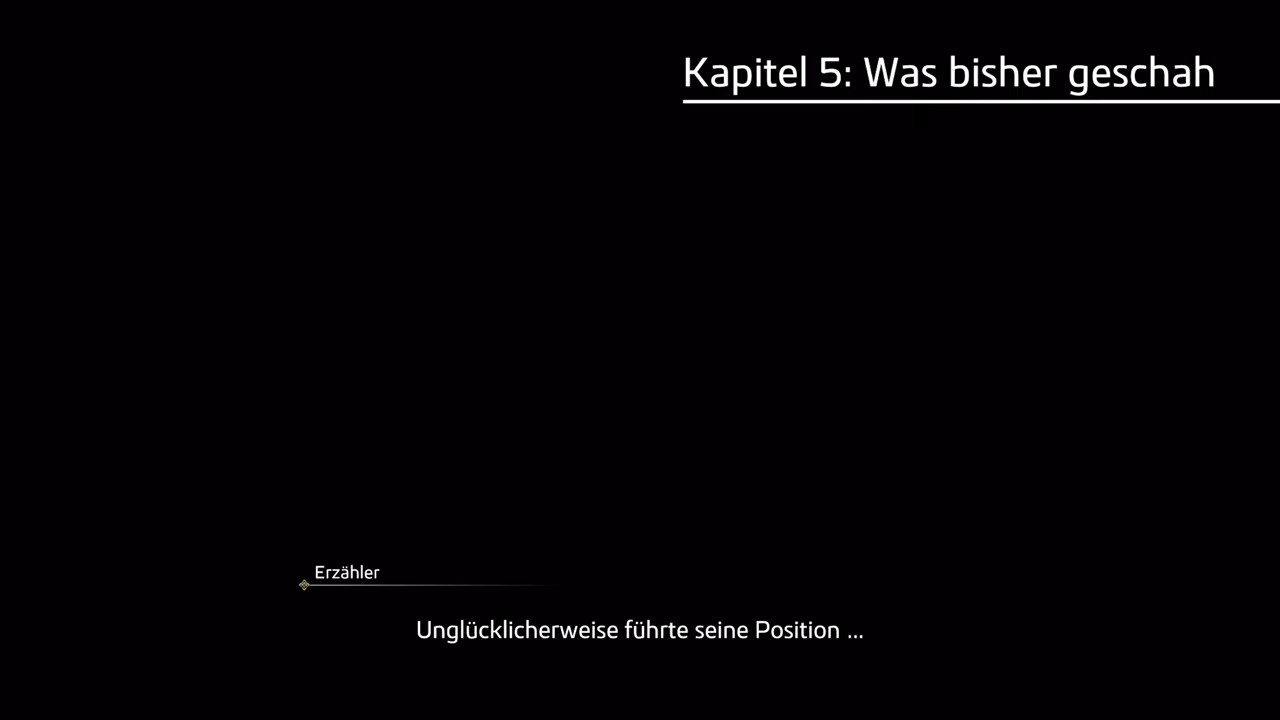 Kapitel 5: Was bisher geschah
Erzähler
Unglücklicherweise führte seine Position ...